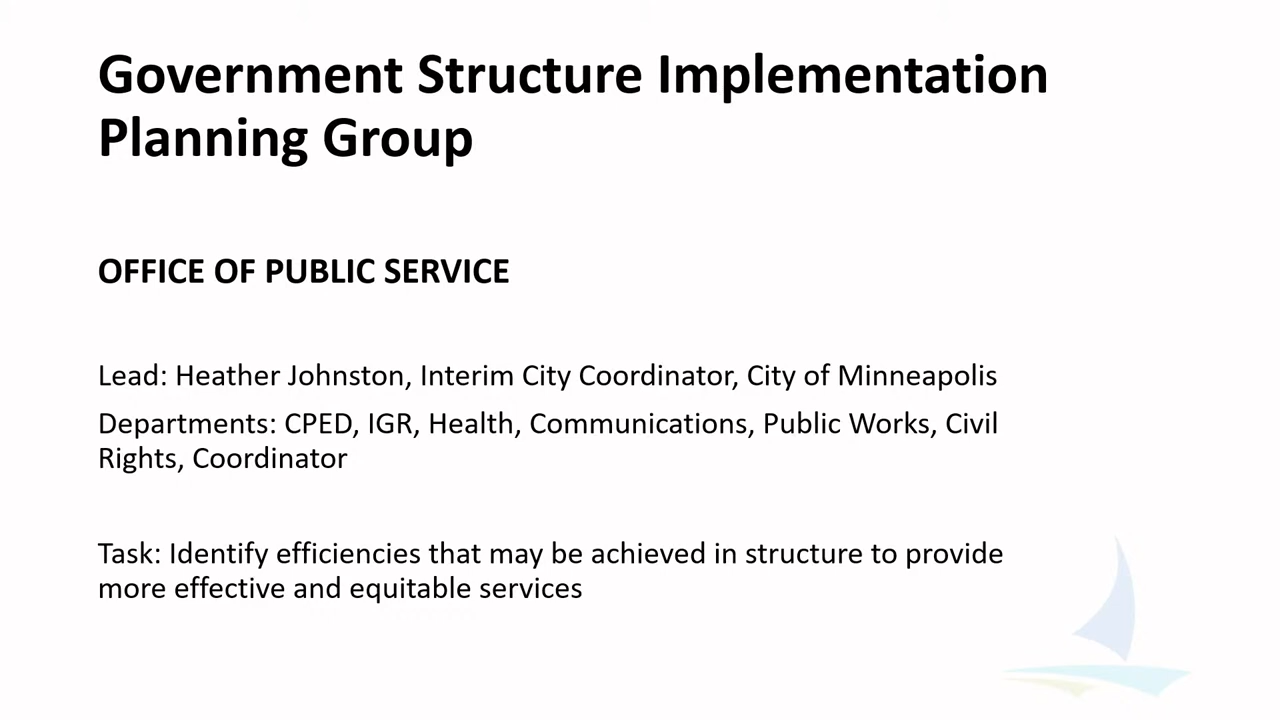 Government Structure Implementation
Planning Group
OFFICE OF PUBLIC SERVICE
Lead: Heather Johnston, Interim City Coordinator, City of Minneapolis
Departments: CPED, IGR, Health, Communications, Public Works, Civil
Rights, Coordinator
Task: Identify efficiencies that may be achieved in structure to provide
more effective and equitable services